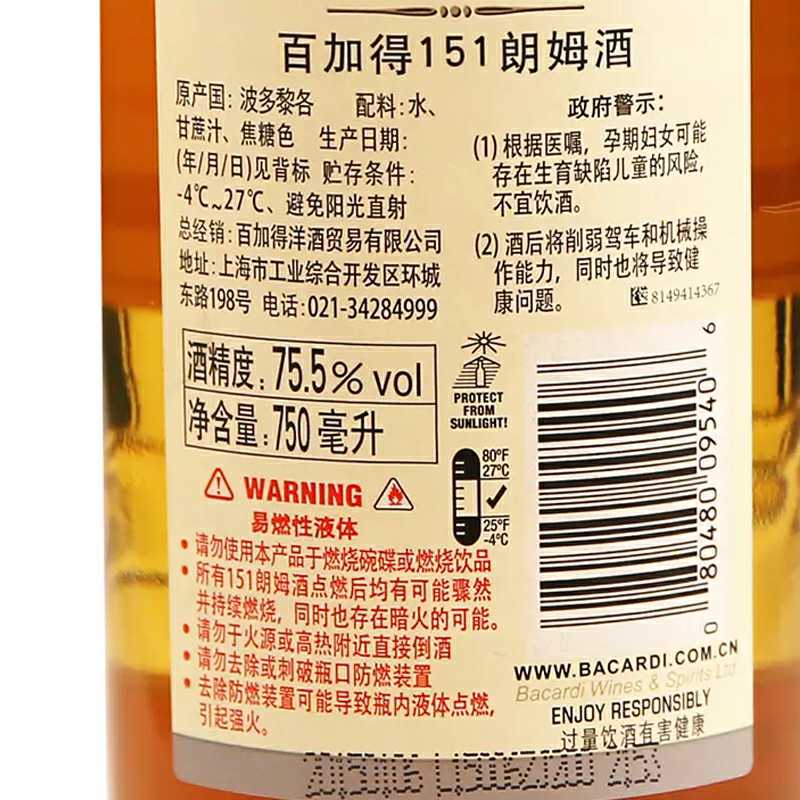 百加得151朗姆酒
原产国：波多黎各 配料：水、
甘蔗汁、焦糖色 生产日期：
(年/月/日)见背标 贮存条件：
-4℃~27℃、避免阳光直射
总经销：百加得洋酒贸易有限公司
地址：上海市工业综合开发区环城
东路198号 电话：021-34284999
政府警示：
(1) 根据医嘱，孕期妇女可能
存在生育缺陷儿童的风险，
不宜饮酒。
(2) 酒后将削弱驾车和机械操
作能力，同时也将导致健
康问题。
8149414367
酒精度：75.5% vol
净含量：750 毫升
PROTECT
FROM
SUNLIGHT!
80°F
27°C
25°F
-4°C
WARNING
易燃性液体
• 请勿使用本产品于燃烧碗碟或燃烧饮品
• 所有151朗姆酒点燃后均有可能骤然
并持续燃烧，同时也存在暗火的可能。
• 请勿于火源或高热附近直接倒酒
• 请勿去除或刺破瓶口防燃装置
• 去除防燃装置可能导致瓶内液体点燃，
引起强火。
0 80480 09540 6
WWW.BACARDI.COM.CN
Bacardi Wines & Spirits Ltd
ENJOY RESPONSIBLY
过量饮酒有害健康